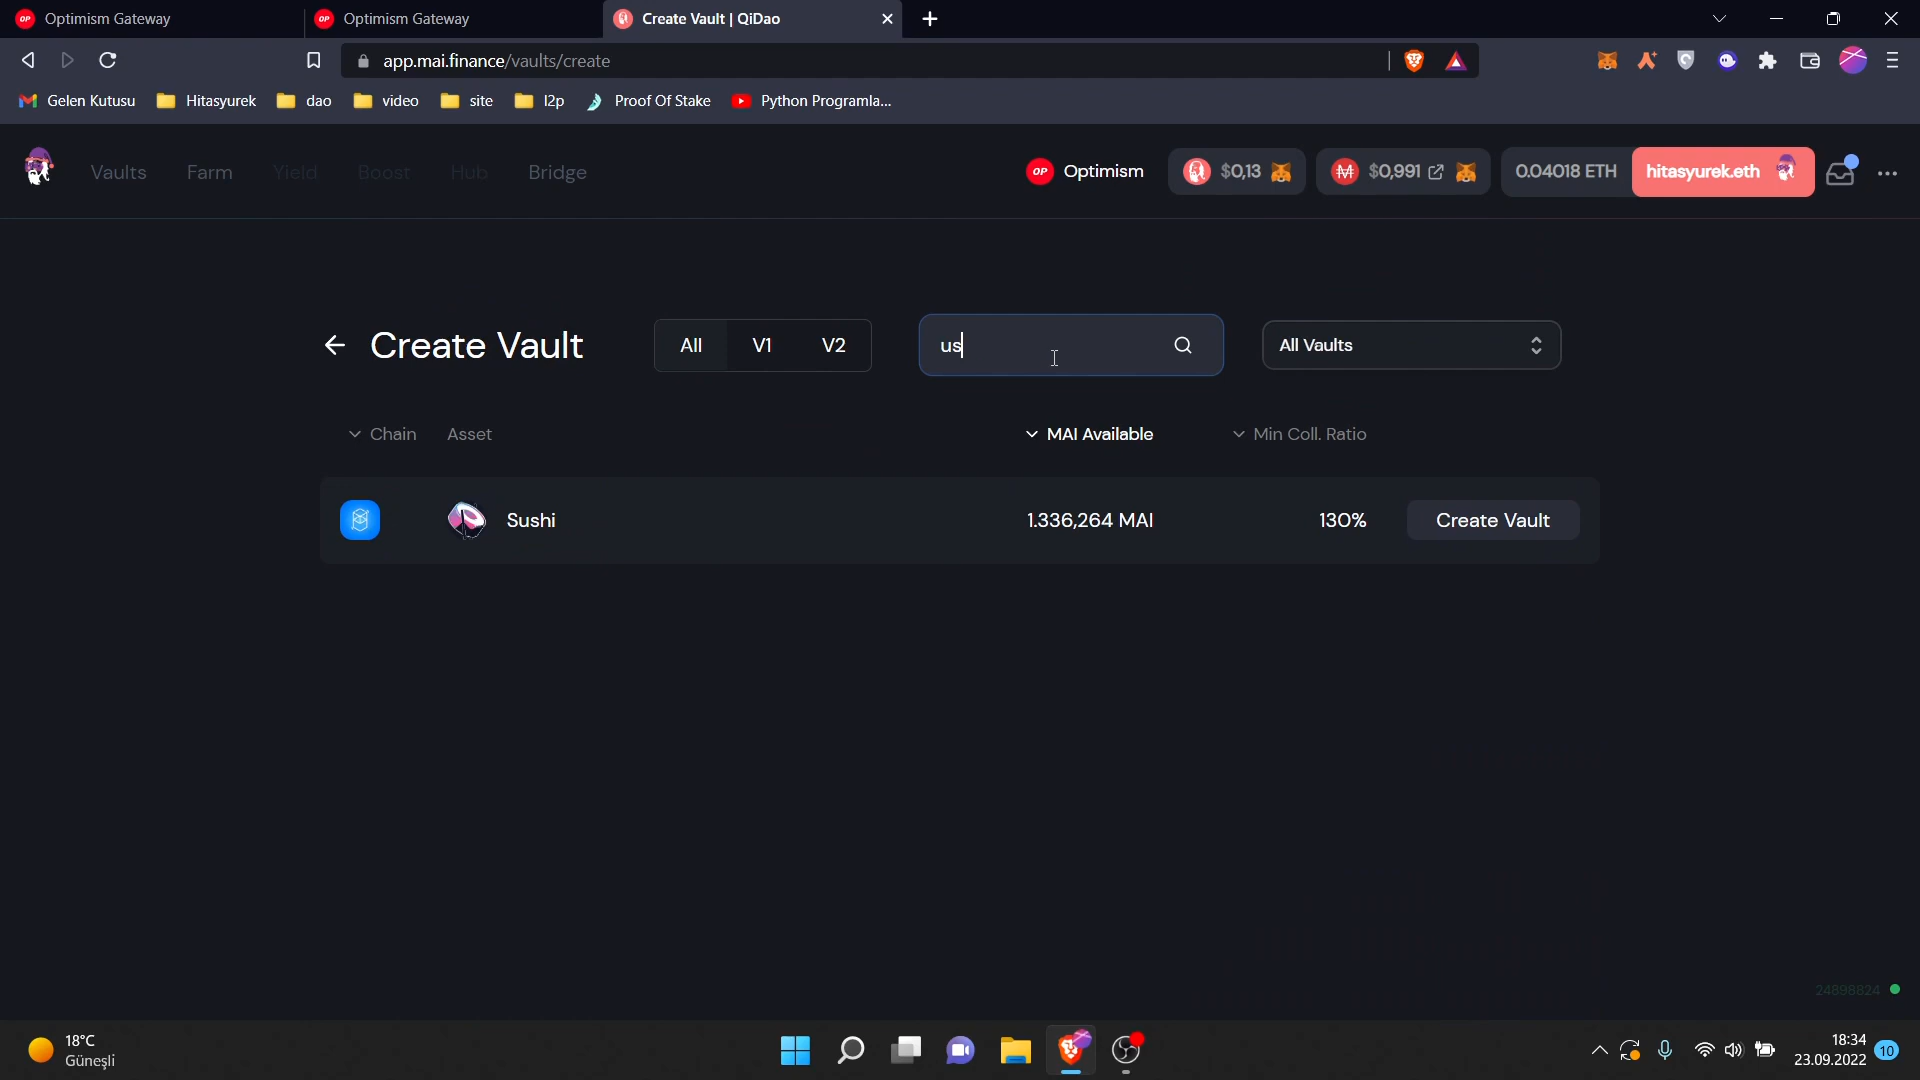 Optimism Gateway
Optimism Gateway
Create Vault | QiDao
app.mai.finance/vaults/create
Gelen Kutusu
Hitasyurek
dao
video
site
l2p
Proof Of Stake
Python Programla...
Vaults
Farm
Yield
Boost
Hub
Bridge
OP Optimism
$0,13
$0,991
0.04018 ETH
hitasyurek.eth
Create Vault
All
V1
V2
us
All Vaults
Chain
Asset
MAI Available
Min Coll. Ratio
Sushi
1.336,264 MAI
130%
Create Vault
24898824
18°C
Güneşli
18:34
23.09.2022
10